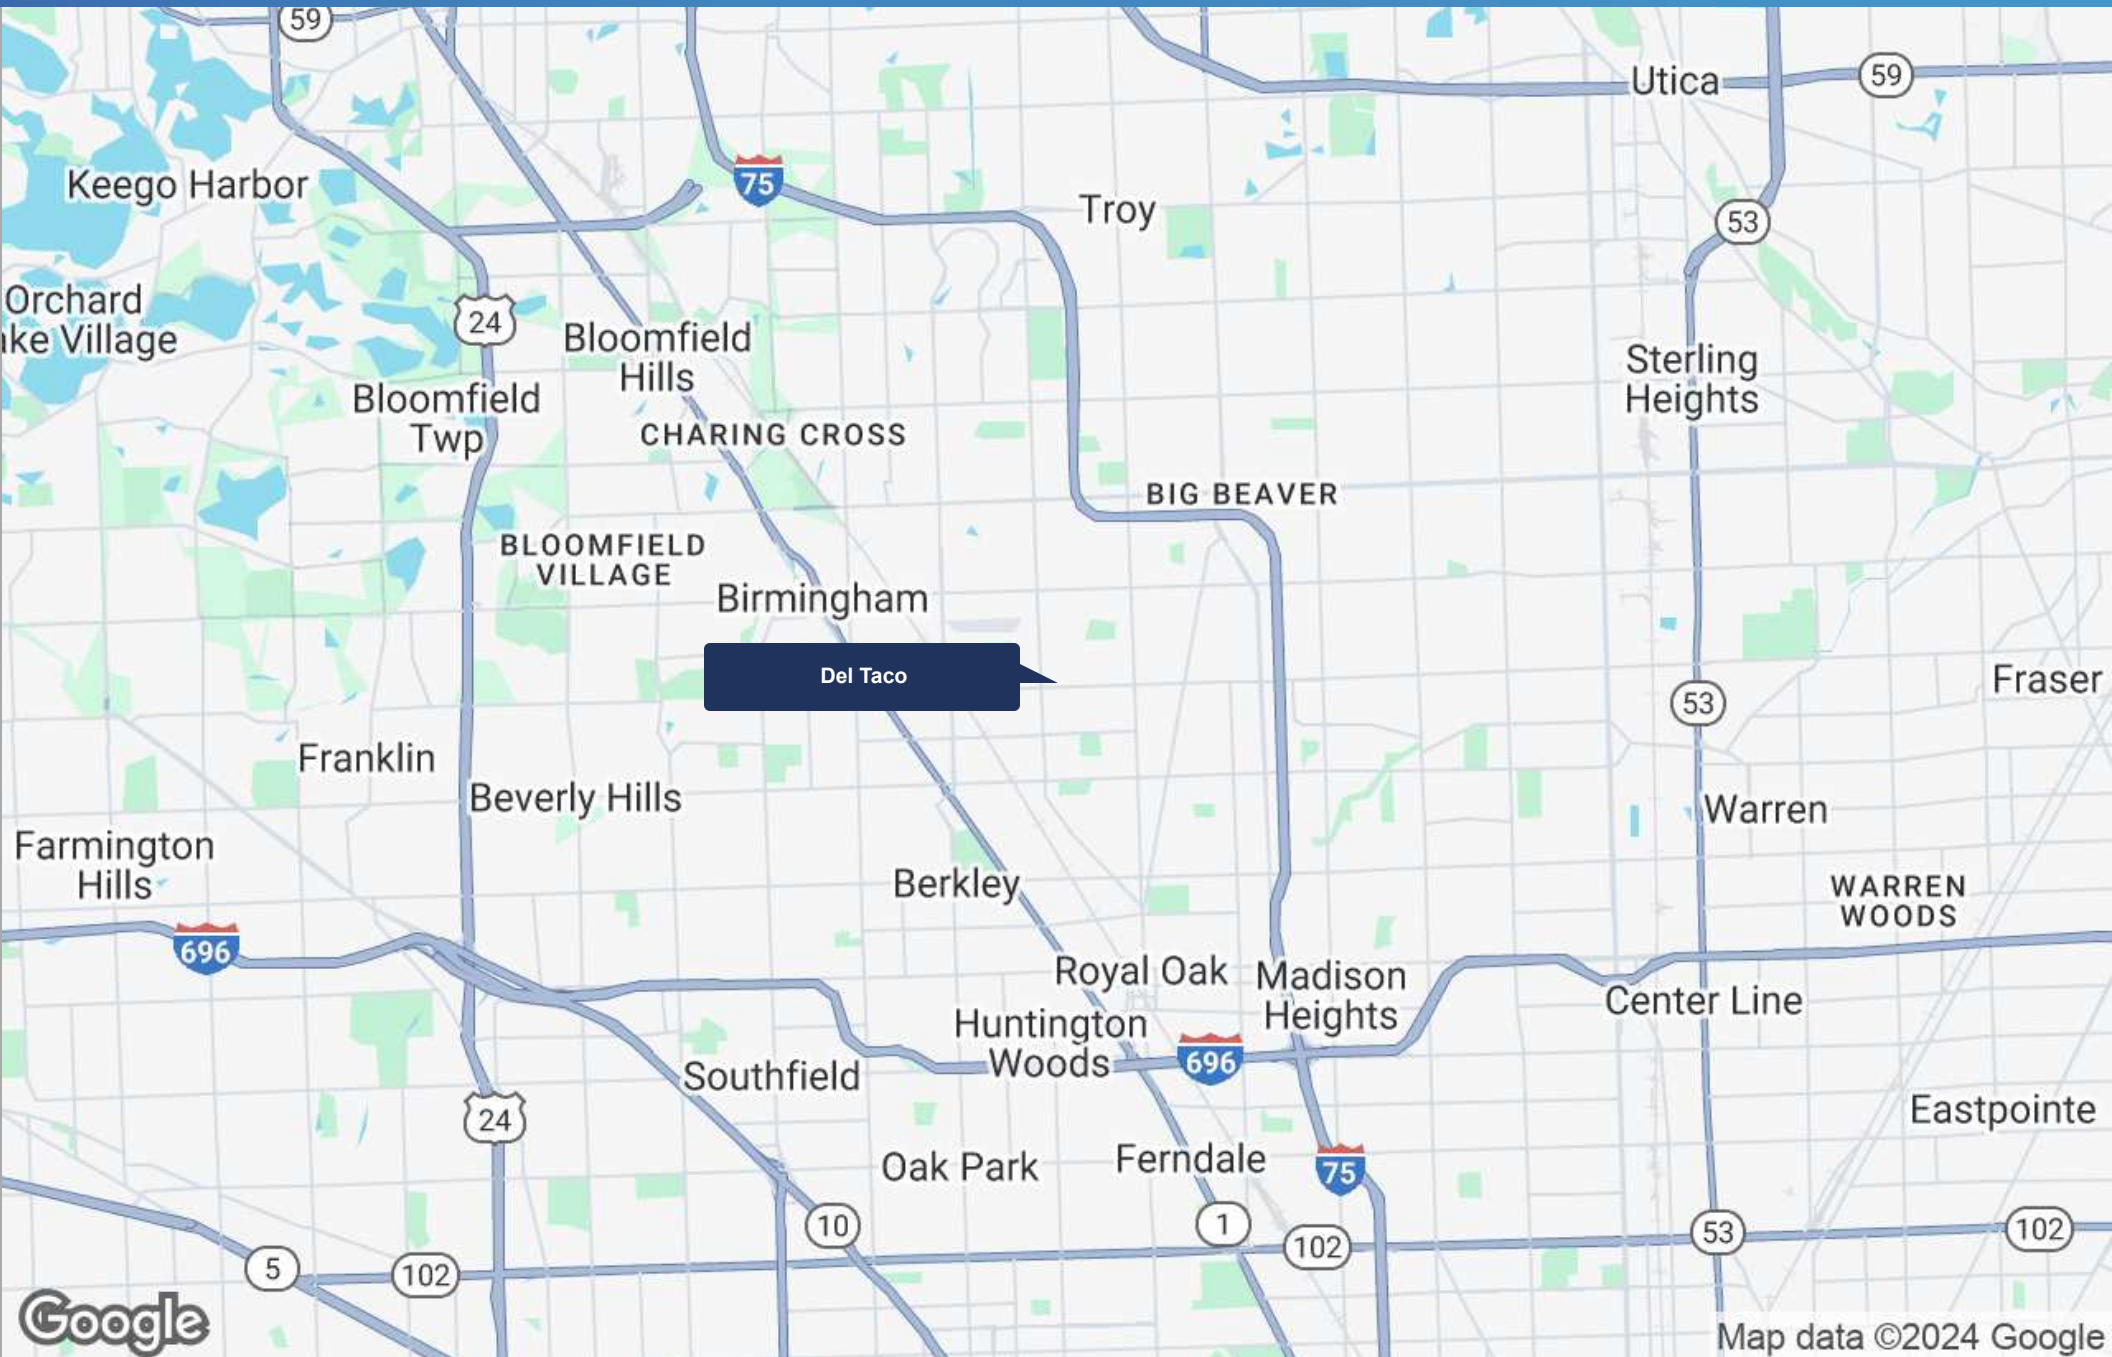 59
Utica
59
Keego Harbor
75
Troy
53
Orchard
ake Village
24
Bloomfield
Hills
Sterling
Heights
Bloomfield
Twp
CHARING CROSS
BIG BEAVER
BLOOMFIELD
VILLAGE
Birmingham
Del Taco
Fraser
53
Franklin
Beverly Hills
Warren
Farmington
Hills
Berkley
WARREN
WOODS
696
Royal Oak
Madison
Heights
Center Line
Huntington
Woods
696
Southfield
24
Eastpointe
Oak Park
Ferndale
75
10
1
102
53
102
5
102
Google
Map data ©2024 Google